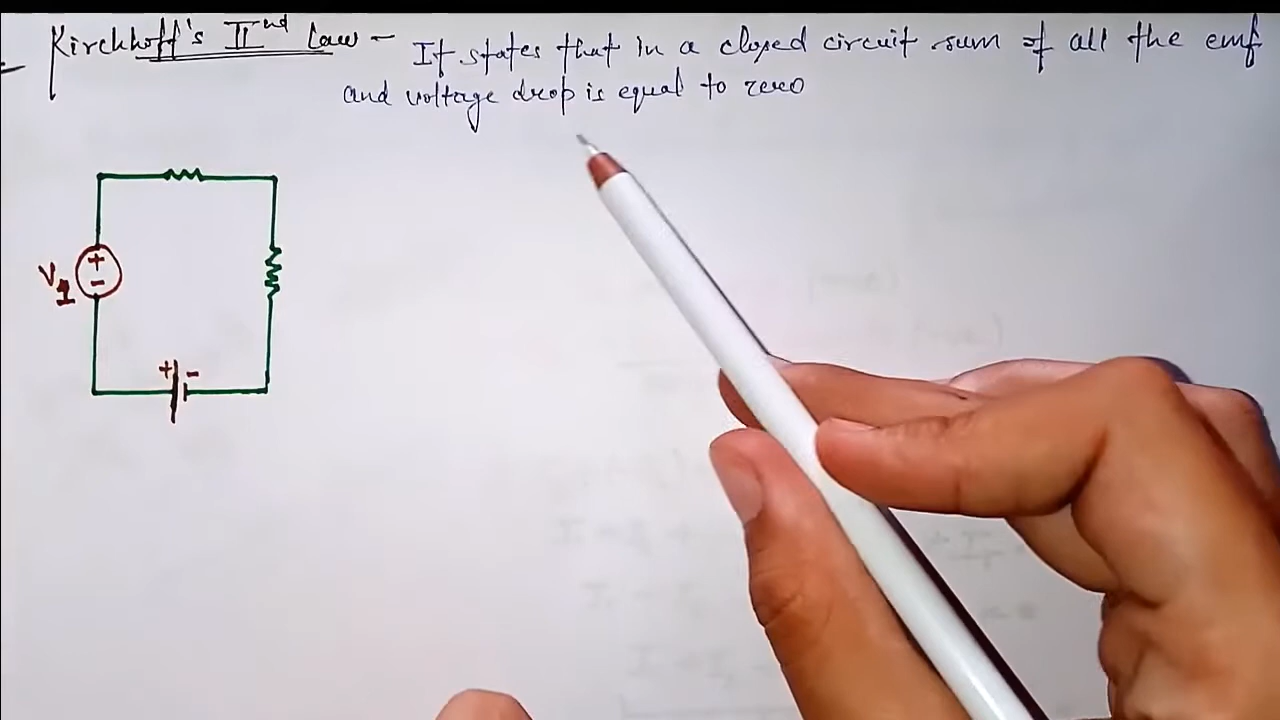 Kirchhoff's IInd Law - It states that in a closed circuit sum of all the emf
and voltage drop is equal to zero
+
V1
-
+ -